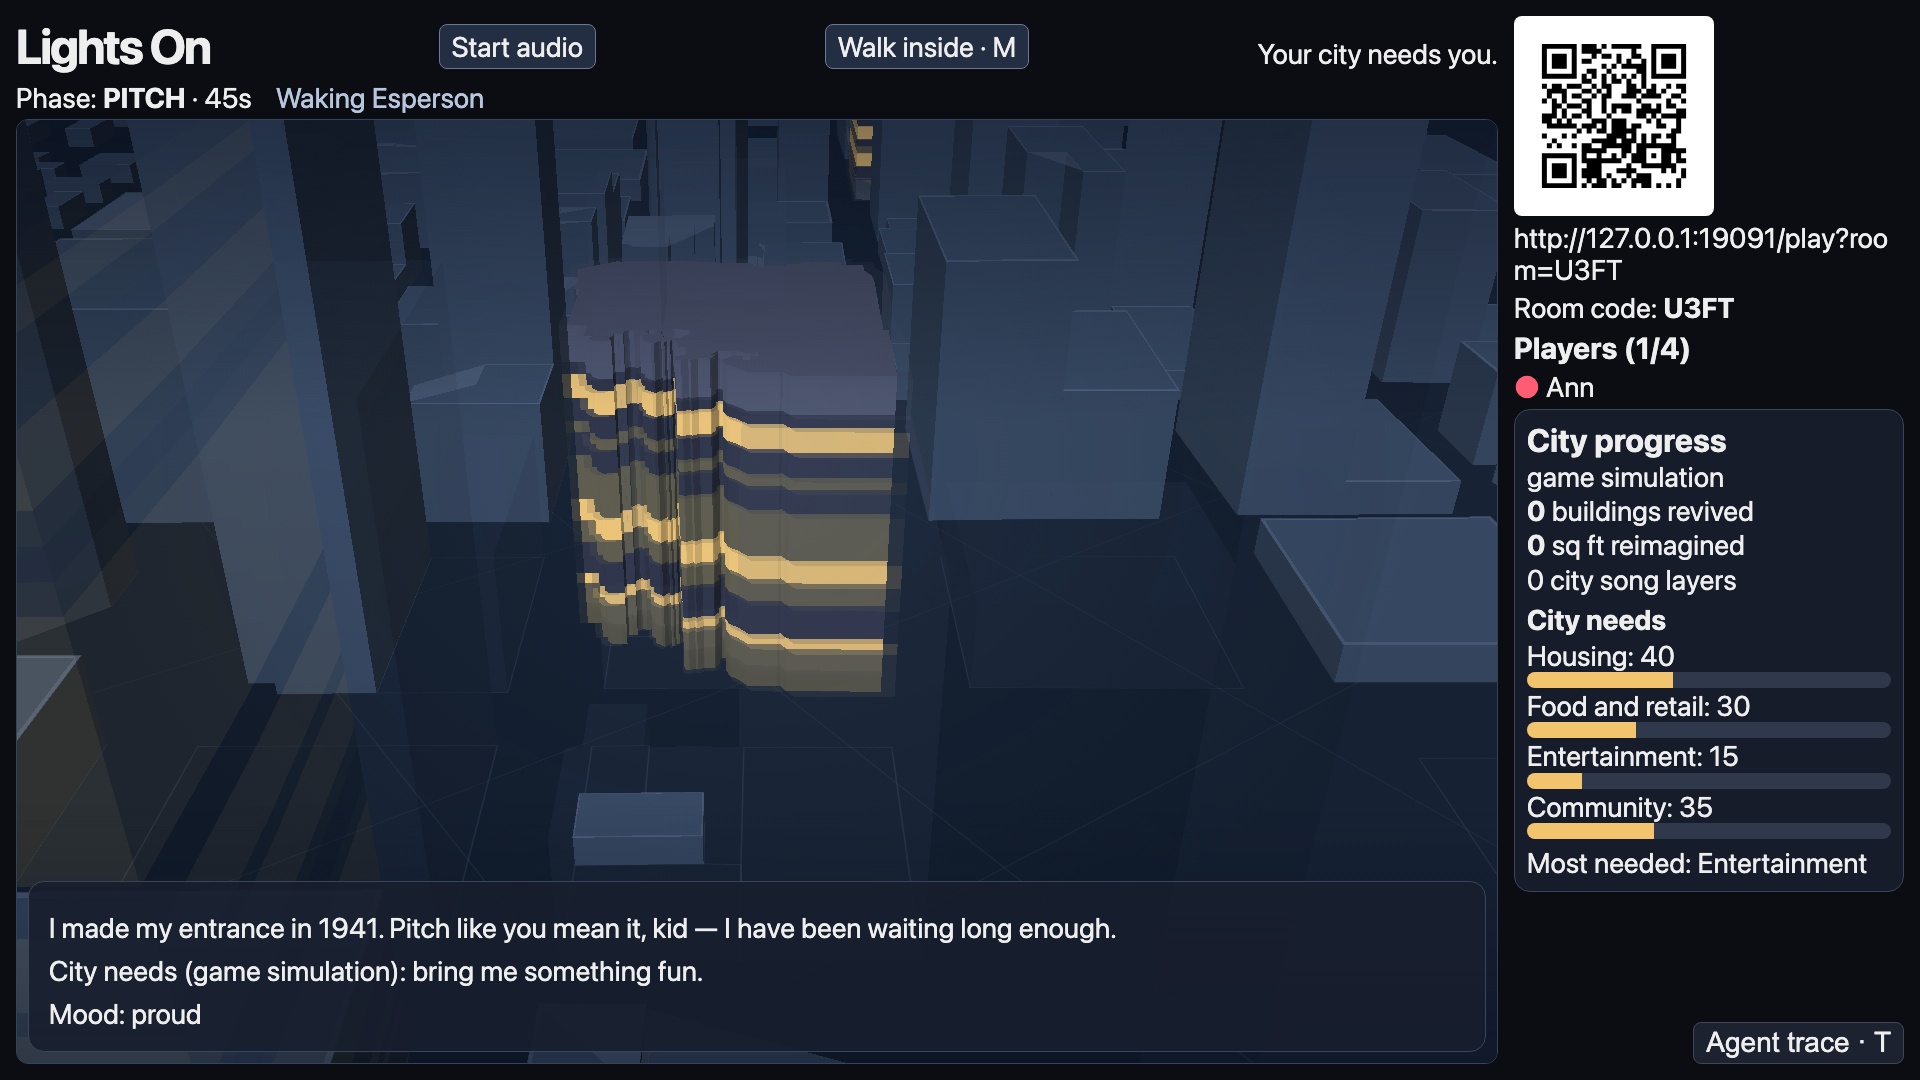 Lights On
Start audio
Walk inside · M
Your city needs you.
Phase: PITCH · 45s Waking Esperson
http://127.0.0.1:19091/play?roo
m=U3FT
Room code: U3FT
Players (1/4)
Ann
City progress
game simulation
0 buildings revived
0 sq ft reimagined
0 city song layers
City needs
Housing: 40
Food and retail: 30
Entertainment: 15
Community: 35
Most needed: Entertainment
I made my entrance in 1941. Pitch like you mean it, kid — I have been waiting long enough.
City needs (game simulation): bring me something fun.
Mood: proud
Agent trace · T